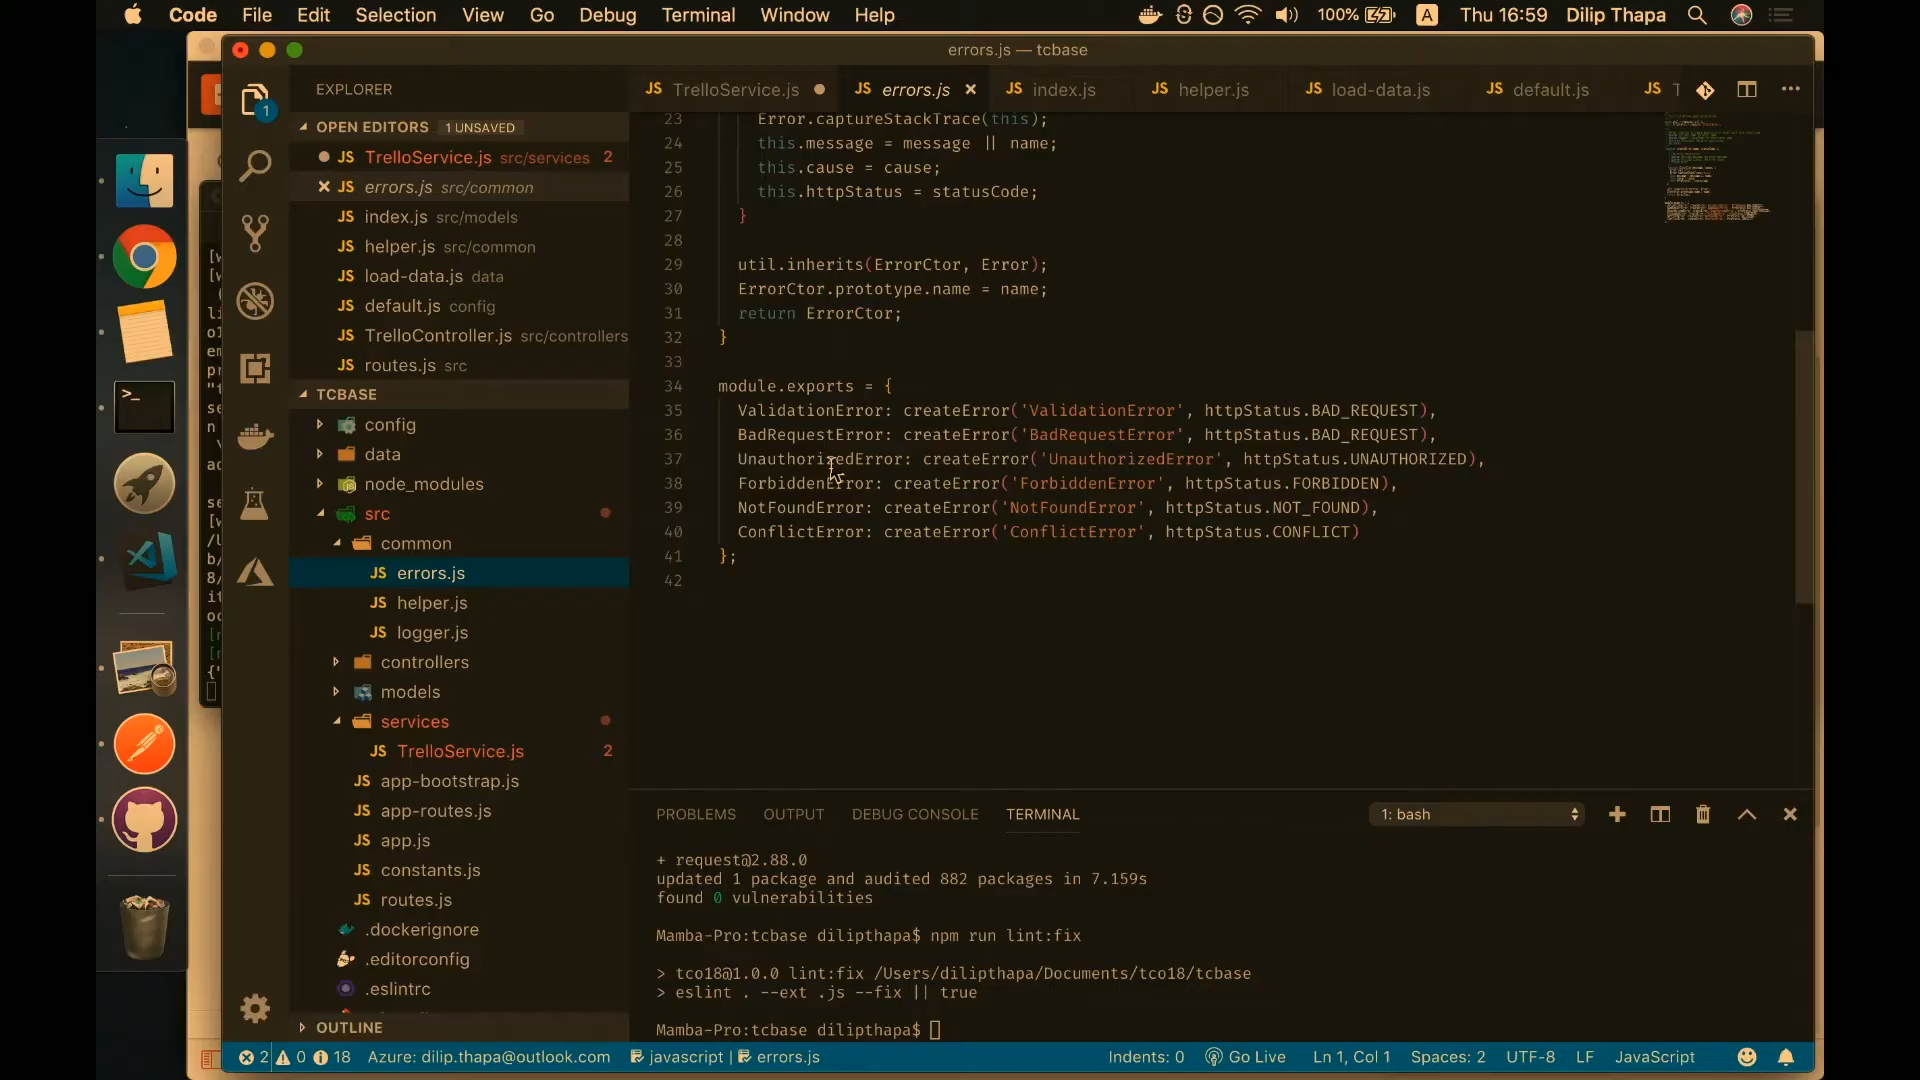 Code File Edit Selection View Go Debug Terminal Window Help 100% A Thu 16:59 Dilip Thapa
errors.js — tcbase
EXPLORER
OPEN EDITORS 1 UNSAVED
JS TrelloService.js src/services 2
JS errors.js src/common
JS index.js src/models
JS helper.js src/common
JS load-data.js data
JS default.js config
JS TrelloController.js src/controllers
JS routes.js src
TCBASE
config
data
node_modules
src
common
JS errors.js
JS helper.js
JS logger.js
controllers
models
services
JS TrelloService.js 2
JS app-bootstrap.js
JS app-routes.js
JS app.js
JS constants.js
JS routes.js
.dockerignore
.editorconfig
.eslintrc
OUTLINE
JS TrelloService.js JS errors.js JS index.js JS helper.js JS load-data.js JS default.js JS T
23 Error.captureStackTrace(this);
24 this.message = message || name;
25 this.cause = cause;
26 this.httpStatus = statusCode;
27 }
28
29 util.inherits(ErrorCtor, Error);
30 ErrorCtor.prototype.name = name;
31 return ErrorCtor;
32 }
33
34 module.exports = {
35 ValidationError: createError('ValidationError', httpStatus.BAD_REQUEST),
36 BadRequestError: createError('BadRequestError', httpStatus.BAD_REQUEST),
37 UnauthorizedError: createError('UnauthorizedError', httpStatus.UNAUTHORIZED),
38 ForbiddenError: createError('ForbiddenError', httpStatus.FORBIDDEN),
39 NotFoundError: createError('NotFoundError', httpStatus.NOT_FOUND),
40 ConflictError: createError('ConflictError', httpStatus.CONFLICT)
41 };
42
PROBLEMS OUTPUT DEBUG CONSOLE TERMINAL 1: bash
+ request@2.88.0
updated 1 package and audited 882 packages in 7.159s
found 0 vulnerabilities
Mamba-Pro:tcbase dilipthapa$ npm run lint:fix
> tco18@1.0.0 lint:fix /Users/dilipthapa/Documents/tco18/tcbase
> eslint . --ext .js --fix || true
Mamba-Pro:tcbase dilipthapa$
2 0 18 Azure: dilip.thapa@outlook.com javascript | errors.js Indents: 0 Go Live Ln 1, Col 1 Spaces: 2 UTF-8 LF JavaScript